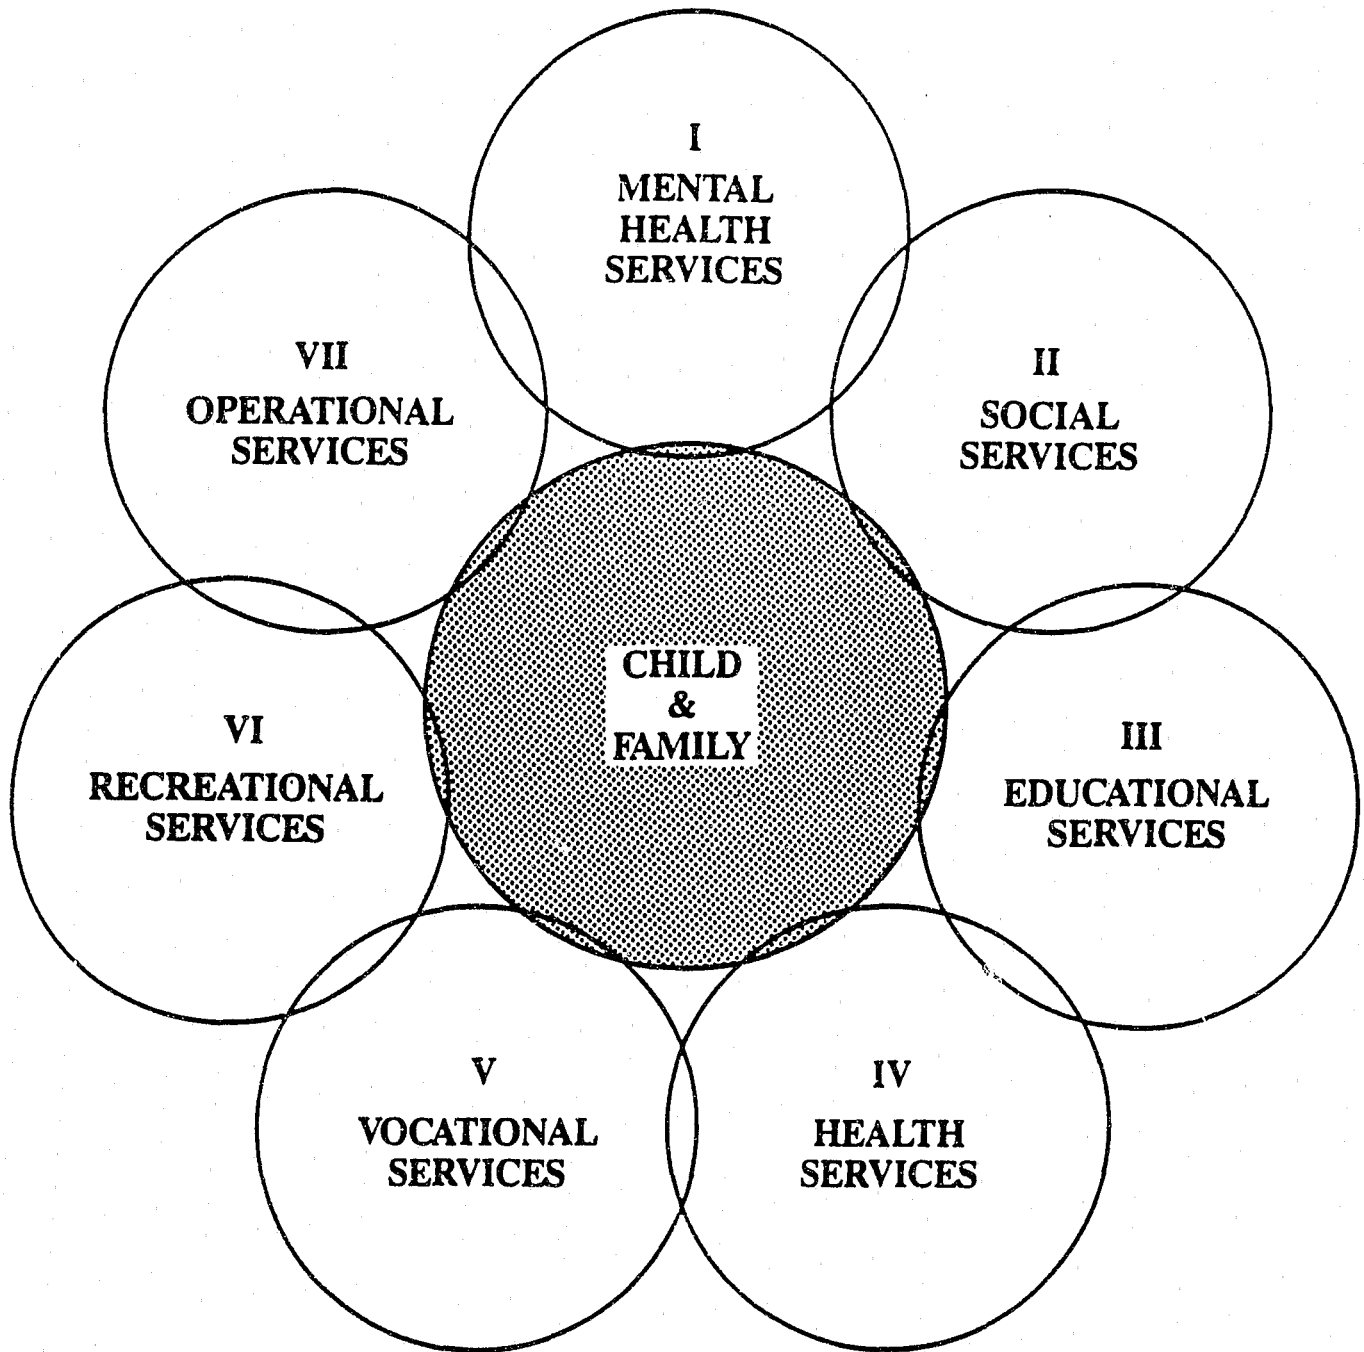 I
MENTAL
HEALTH
SERVICES
II
SOCIAL
SERVICES
III
EDUCATIONAL
SERVICES
IV
HEALTH
SERVICES
V
VOCATIONAL
SERVICES
VI
RECREATIONAL
SERVICES
VII
OPERATIONAL
SERVICES
CHILD
&
FAMILY